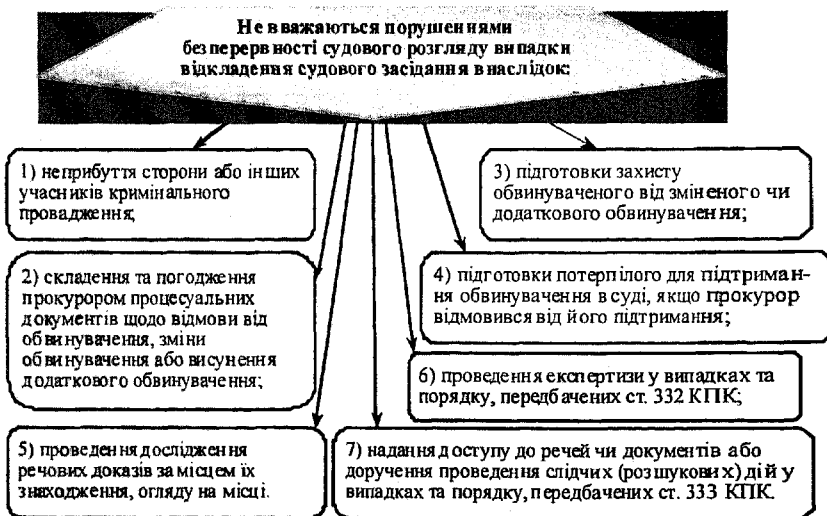 Не вважаються порушеннями
безперервності судового розгляду випадки
відкладення судового засідання внаслідок:
1) неприбуття сторони або інших
учасників кримінального
провадження;
3) підготовки захисту
обвинуваченого від зміненого чи
додаткового обвинувачення;
2) складення та погодження
прокурором процесуальних
документів щодо відмови від
обвинувачення, зміни
обвинувачення або висунення
додаткового обвинувачення;
4) підготовки потерпілого для підтриман-
ня обвинувачення в суді, якщо прокурор
відмовився від його підтримання;
6) проведення експертизи у випадках та
порядку, передбачених ст. 332 КПК;
5) проведення дослідження
речових доказів за місцем їх
знаходження, огляду на місці.
7) надання доступу до речей чи документів або
доручення проведення слідчих (розшукових) дій у
випадках та порядку, передбачених ст. 333 КПК.